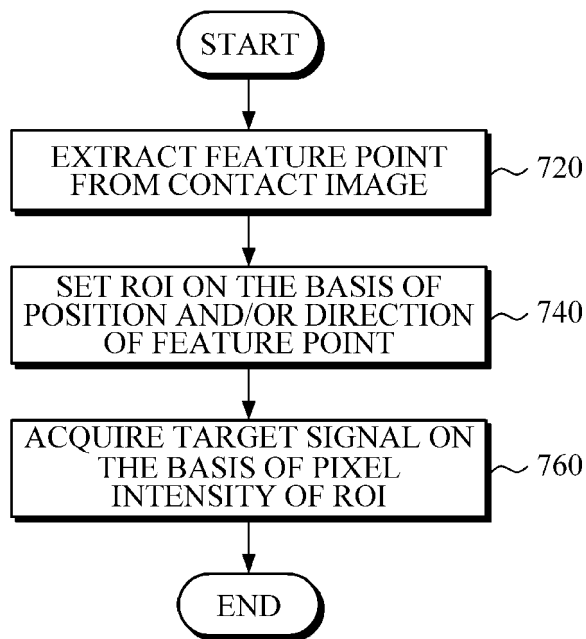 START
EXTRACT FEATURE POINT
FROM CONTACT IMAGE
720
SET ROI ON THE BASIS OF
POSITION AND/OR DIRECTION
OF FEATURE POINT
740
ACQUIRE TARGET SIGNAL ON
THE BASIS OF PIXEL
INTENSITY OF ROI
760
END